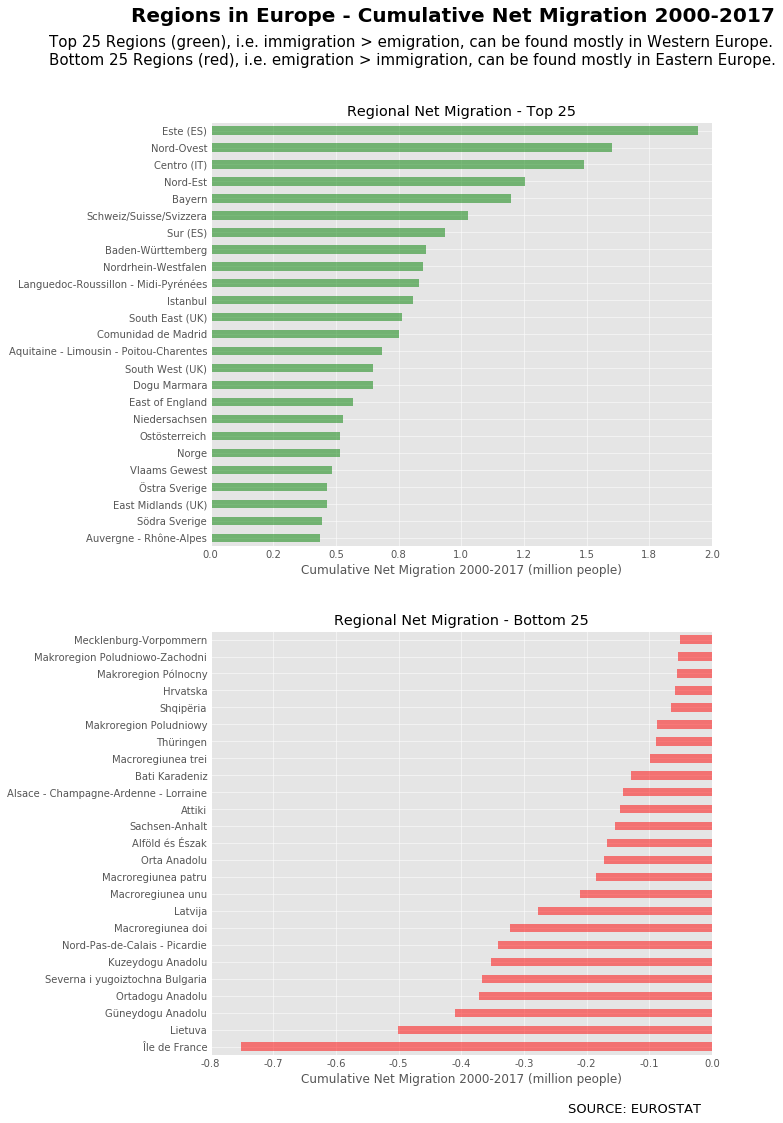 Regions in Europe - Cumulative Net Migration 2000-2017
Top 25 Regions (green), i.e. immigration > emigration, can be found mostly in Western Europe.
Bottom 25 Regions (red), i.e. emigration > immigration, can be found mostly in Eastern Europe.
Regional Net Migration - Top 25
Este (ES)
Nord-Ovest
Centro (IT)
Nord-Est
Bayern
Schweiz/Suisse/Svizzera
Sur (ES)
Baden-Württemberg
Nordrhein-Westfalen
Languedoc-Roussillon - Midi-Pyrénées
Istanbul
South East (UK)
Comunidad de Madrid
Aquitaine - Limousin - Poitou-Charentes
South West (UK)
Dogu Marmara
East of England
Niedersachsen
Ostösterreich
Norge
Vlaams Gewest
Östra Sverige
East Midlands (UK)
Södra Sverige
Auvergne - Rhône-Alpes
0.0 0.2 0.5 0.8 1.0 1.2 1.5 1.8 2.0
Cumulative Net Migration 2000-2017 (million people)
Regional Net Migration - Bottom 25
Mecklenburg-Vorpommern
Makroregion Poludniowo-Zachodni
Makroregion Pólnocny
Hrvatska
Shqipëria
Makroregion Poludniowy
Thüringen
Macroregiunea trei
Bati Karadeniz
Alsace - Champagne-Ardenne - Lorraine
Attiki
Sachsen-Anhalt
Alföld és Észak
Orta Anadolu
Macroregiunea patru
Macroregiunea unu
Latvija
Macroregiunea doi
Nord-Pas-de-Calais - Picardie
Kuzeydogu Anadolu
Severna i yugoiztochna Bulgaria
Ortadogu Anadolu
Güneydogu Anadolu
Lietuva
Île de France
-0.8 -0.7 -0.6 -0.5 -0.4 -0.3 -0.2 -0.1 0.0
Cumulative Net Migration 2000-2017 (million people)
SOURCE: EUROSTAT